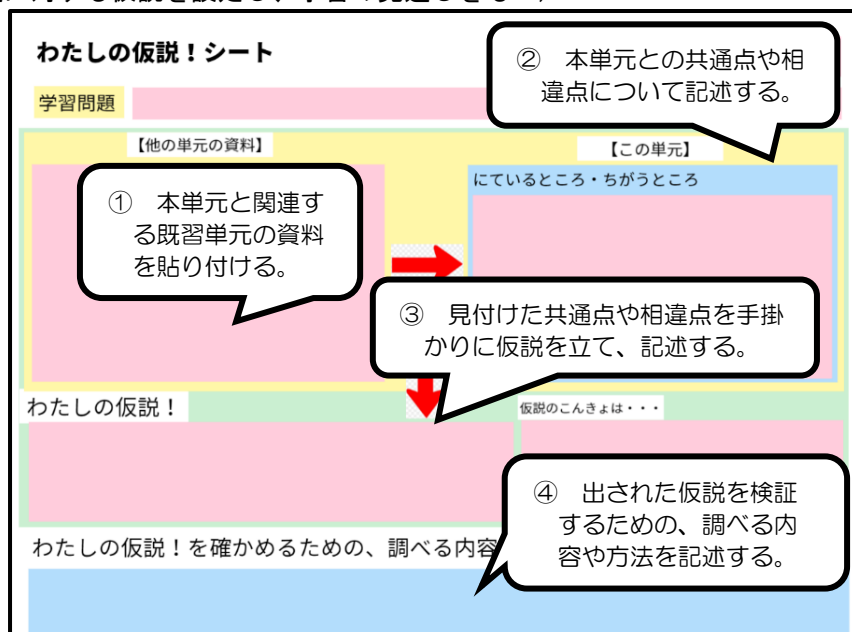 わたしの仮説！シート
② 本単元との共通点や相
違点について記述する。
学習問題
【他の単元の資料】
【この単元】
にているところ・ちがうところ
① 本単元と関連す
る既習単元の資料
を貼り付ける。
③ 見付けた共通点や相違点を手掛
かりに仮説を立て、記述する。
わたしの仮説！
仮説のこんきょは・・・
④ 出された仮説を検証
するための、調べる内
容や方法を記述する。
わたしの仮説！を確かめるための、調べる内容